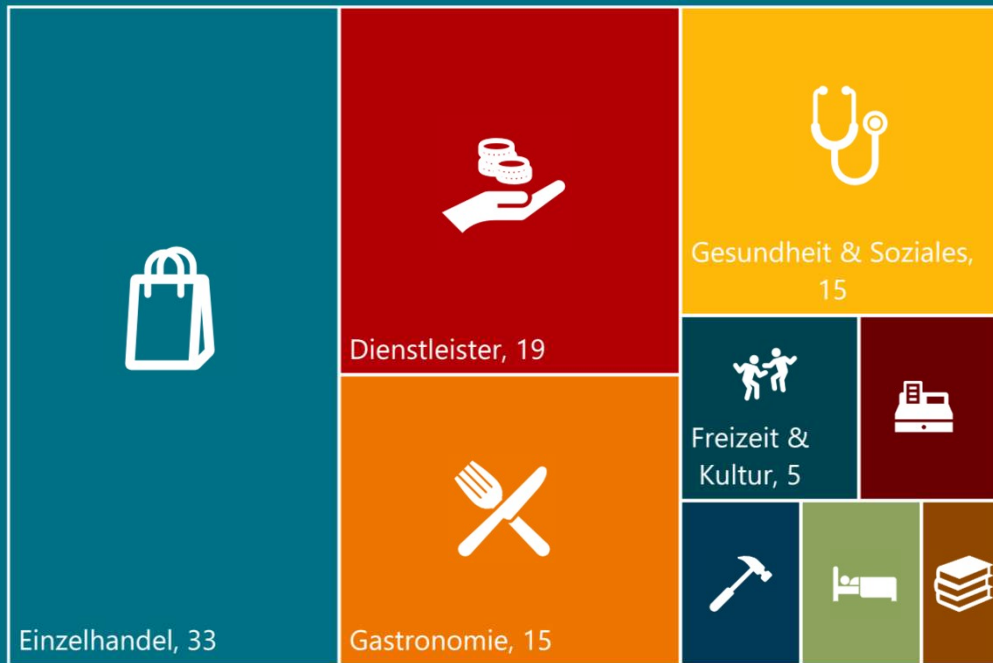 Einzelhandel, 33
Dienstleister, 19
Gastronomie, 15
Gesundheit & Soziales,
15
Freizeit &
Kultur, 5